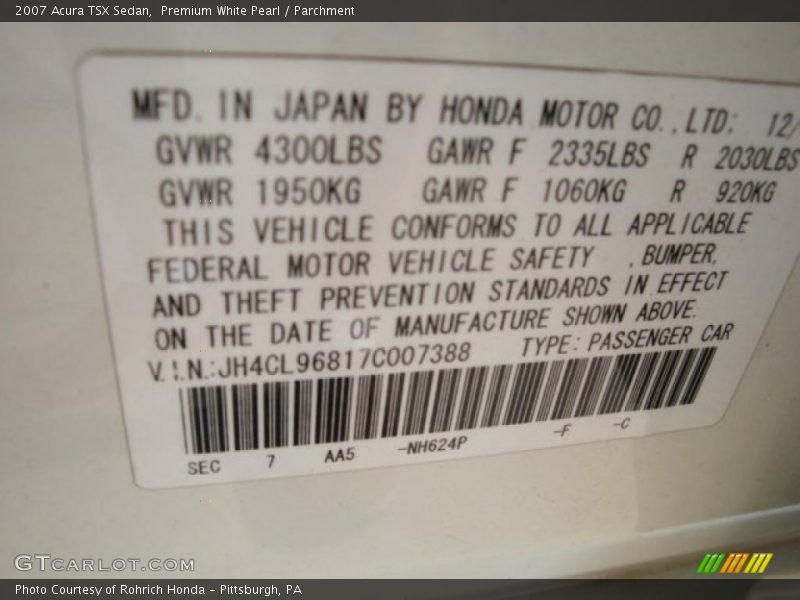 2007 Acura TSX Sedan,  Premium White Pearl / Parchment
MFD. IN JAPAN BY HONDA MOTOR CO.,LTD: 12/
GVWR 4300LBS GAWR F 2335LBS R 2030LBS
GVWR 1950KG GAWR F 1060KG R 920KG
THIS VEHICLE CONFORMS TO ALL APPLICABLE
FEDERAL MOTOR VEHICLE SAFETY ,BUMPER,
AND THEFT PREVENTION STANDARDS IN EFFECT
ON THE DATE OF MANUFACTURE SHOWN ABOVE.
V.I.N.:JH4CL96817C007388 TYPE: PASSENGER CAR
SEC 7 AA5 -NH624P -F -C
GTCARLOT.COM
Photo Courtesy of Rohrich Honda - Pittsburgh, PA